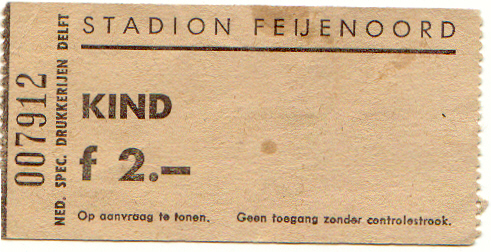 STADION FEIJENOORD
KIND
f 2.–
Op aanvraag te tonen. Geen toegang zonder controlestrook.
007912
NED. SPEC. DRUKKERIJEN DELFT